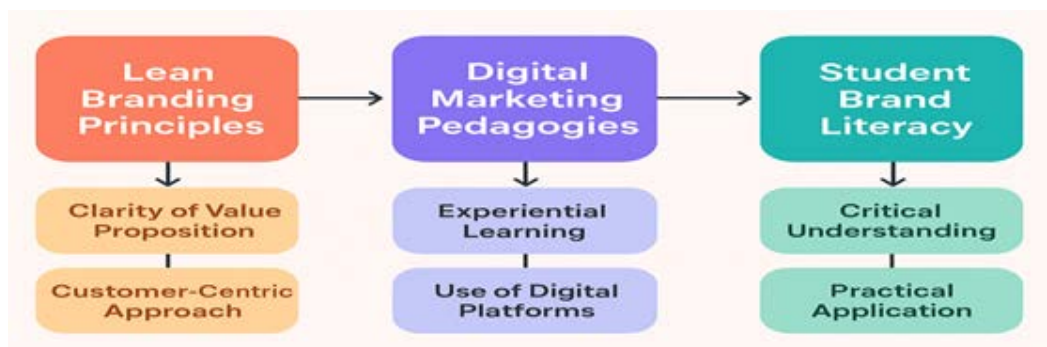 Lean
Branding
Principles
Digital
Marketing
Pedagogies
Student
Brand
Literacy
Clarity of Value
Proposition
Experiential
Learning
Critical
Understanding
Customer-Centric
Approach
Use of Digital
Platforms
Practical
Application